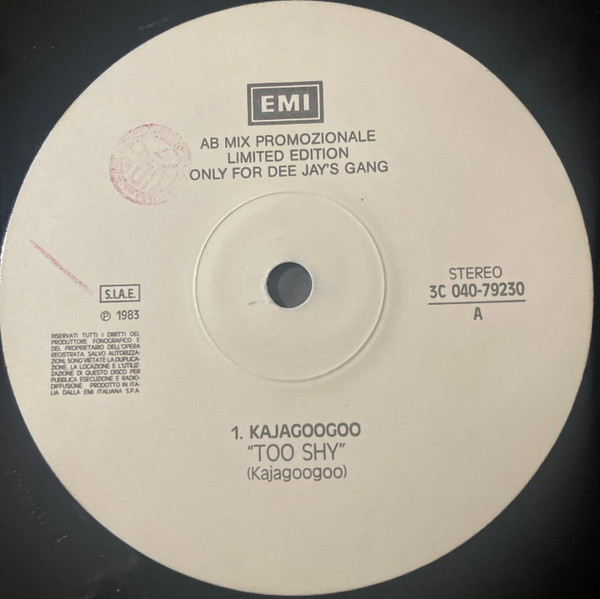 EMI
AB MIX PROMOZIONALE
LIMITED EDITION
ONLY FOR DEE JAY'S GANG
STEREO
3C 040-79230
A
S.I.A.E.
℗ 1983
RISERVATI TUTTI I DIRITTI DEL
PRODUTTORE FONOGRAFICO E
DEL PROPRIETARIO DELL'OPERA
REGISTRATA. SALVO AUTORIZZA-
ZIONI, SONO VIETATE LA DUPLICA-
ZIONE, LA LOCAZIONE E L'UTILIZ-
ZAZIONE DI QUESTO DISCO PER
PUBBLICA ESECUZIONE E RADIO-
DIFFUSIONE PRODOTTO IN ITA-
LIA DALLA EMI ITALIANA S.P.A
1. KAJAGOOGOO
"TOO SHY"
(Kajagoogoo)